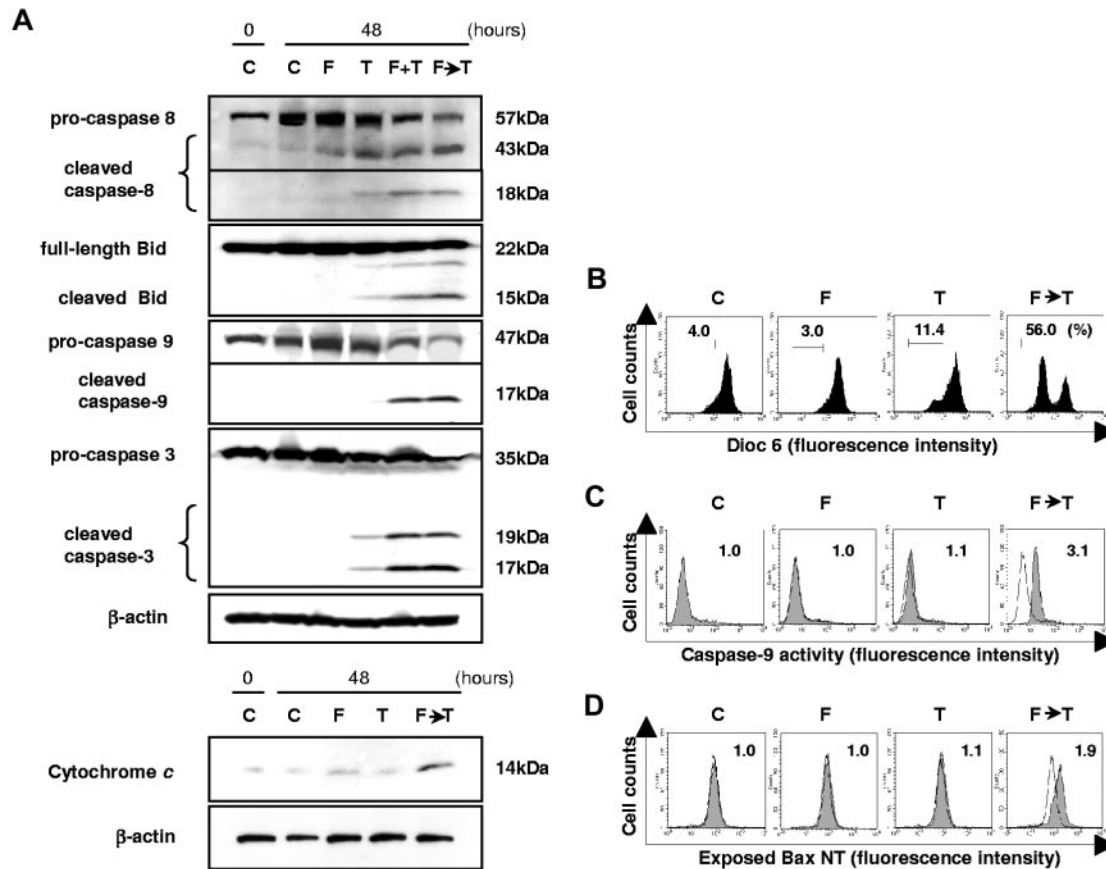 A
0 48 (hours)
C C F T F+T F→T
pro-caspase 8 57kDa
43kDa
cleaved
caspase-8
18kDa
full-length Bid 22kDa
cleaved Bid 15kDa
pro-caspase 9 47kDa
cleaved
caspase-9
17kDa
pro-caspase 3 35kDa
cleaved
caspase-3
19kDa
17kDa
β-actin
0 48 (hours)
C C F T F→T
Cytochrome c 14kDa
β-actin
B
C F T F→T
4.0 3.0 11.4 56.0 (%)
Cell counts
Dioc 6 (fluorescence intensity)
C
C F T F→T
1.0 1.0 1.1 3.1
Cell counts
Caspase-9 activity (fluorescence intensity)
D
C F T F→T
1.0 1.0 1.1 1.9
Cell counts
Exposed Bax NT (fluorescence intensity)